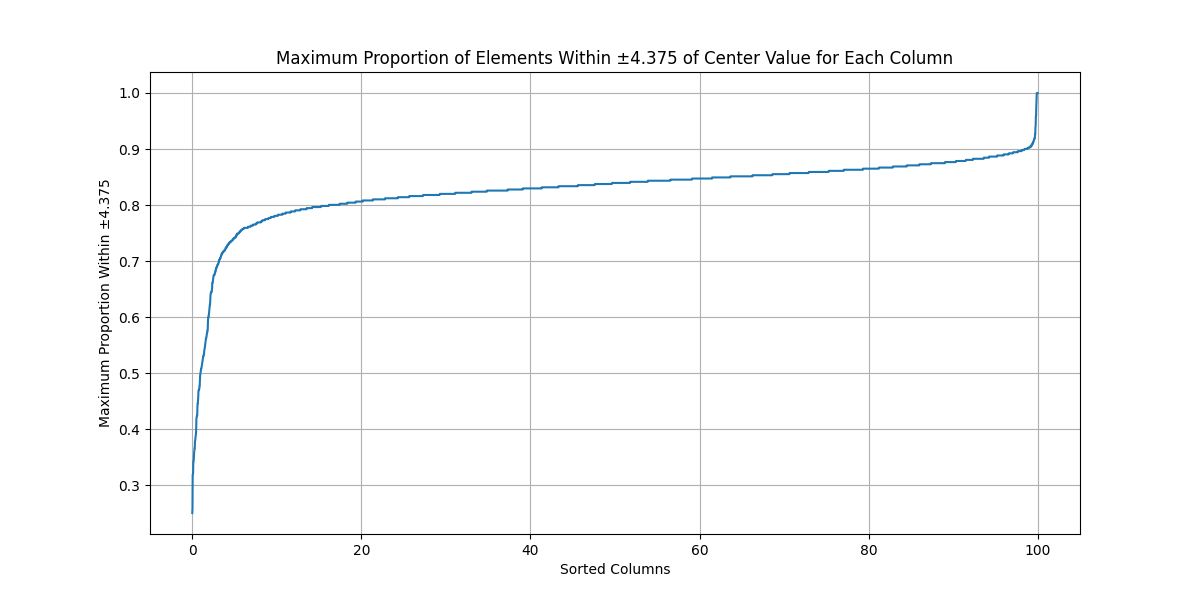 Maximum Proportion of Elements Within ±4.375 of Center Value for Each Column
Maximum Proportion Within ±4.375
1.0
0.9
0.8
0.7
0.6
0.5
0.4
0.3
0 20 40 60 80 100
Sorted Columns